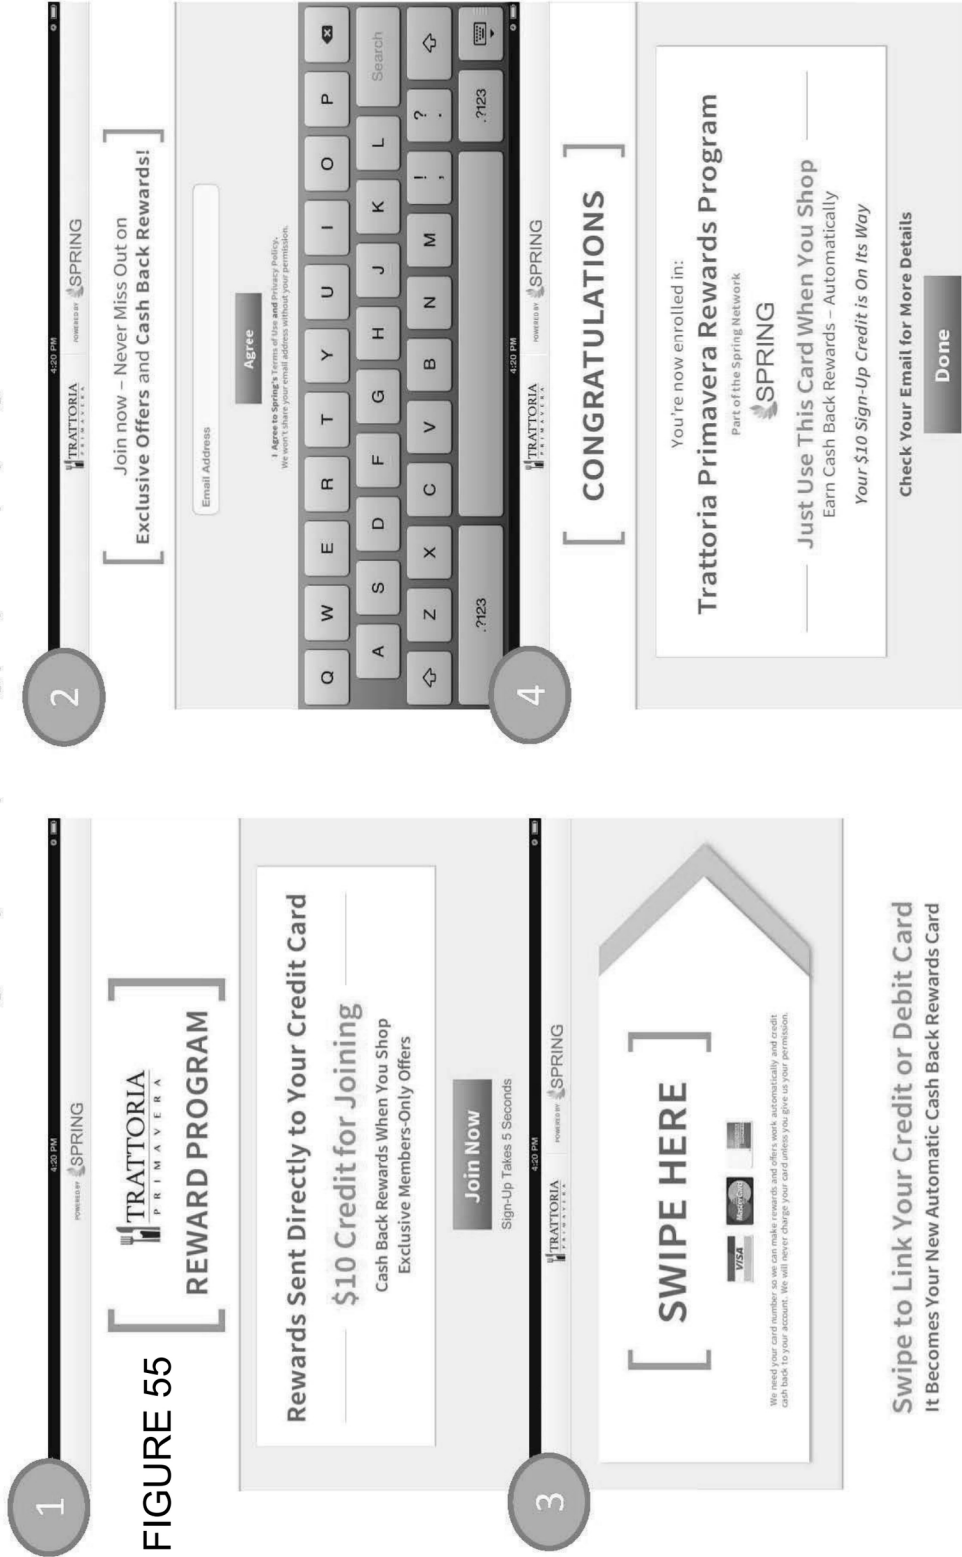 FIGURE 55
1
4:20 PM
POWERED BY SPRING
TRATTORIA
PRIMAVERA
REWARD PROGRAM
Rewards Sent Directly to Your Credit Card
$10 Credit for Joining
Cash Back Rewards When You Shop
Exclusive Members-Only Offers
Join Now
Sign-Up Takes 5 Seconds
2
4:20 PM
TRATTORIA
PRIMAVERA
POWERED BY SPRING
Join now – Never Miss Out on
Exclusive Offers and Cash Back Rewards!
Email Address
Agree
I Agree to Spring's Terms of Use and Privacy Policy.
We won't share your email address without your permission.
Q W E R T Y U I O P
A S D F G H J K L Search
Z X C V B N M ! , ? .
.?123 .?123
3
4:20 PM
TRATTORIA
PRIMAVERA
POWERED BY SPRING
SWIPE HERE
VISA MasterCard
We need your card number so we can make rewards and offers work automatically and credit
cash back to your account. We will never charge your card unless you give us your permission.
Swipe to Link Your Credit or Debit Card
It Becomes Your New Automatic Cash Back Rewards Card
4
4:20 PM
TRATTORIA
PRIMAVERA
POWERED BY SPRING
CONGRATULATIONS
You're now enrolled in:
Trattoria Primavera Rewards Program
Part of the Spring Network
SPRING
Just Use This Card When You Shop
Earn Cash Back Rewards – Automatically
Your $10 Sign-Up Credit is On Its Way
Check Your Email for More Details
Done